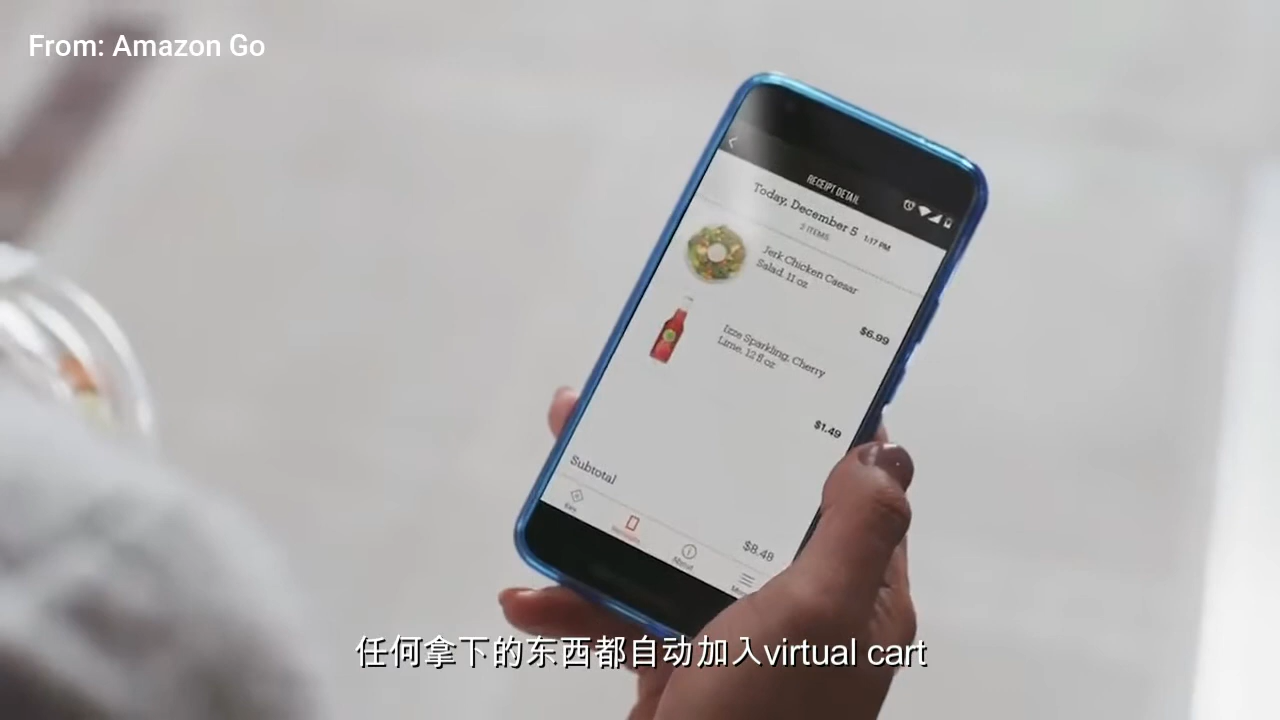 From: Amazon Go
RECEIPT DETAIL
Today, December 5 1:17 PM
2 ITEMS
Jerk Chicken Caesar
Salad, 11 oz.
$6.99
Izze Sparkling, Cherry
Lime, 12 fl oz.
$1.49
Subtotal
$8.48
About
任何拿下的东西都自动加入virtual cart